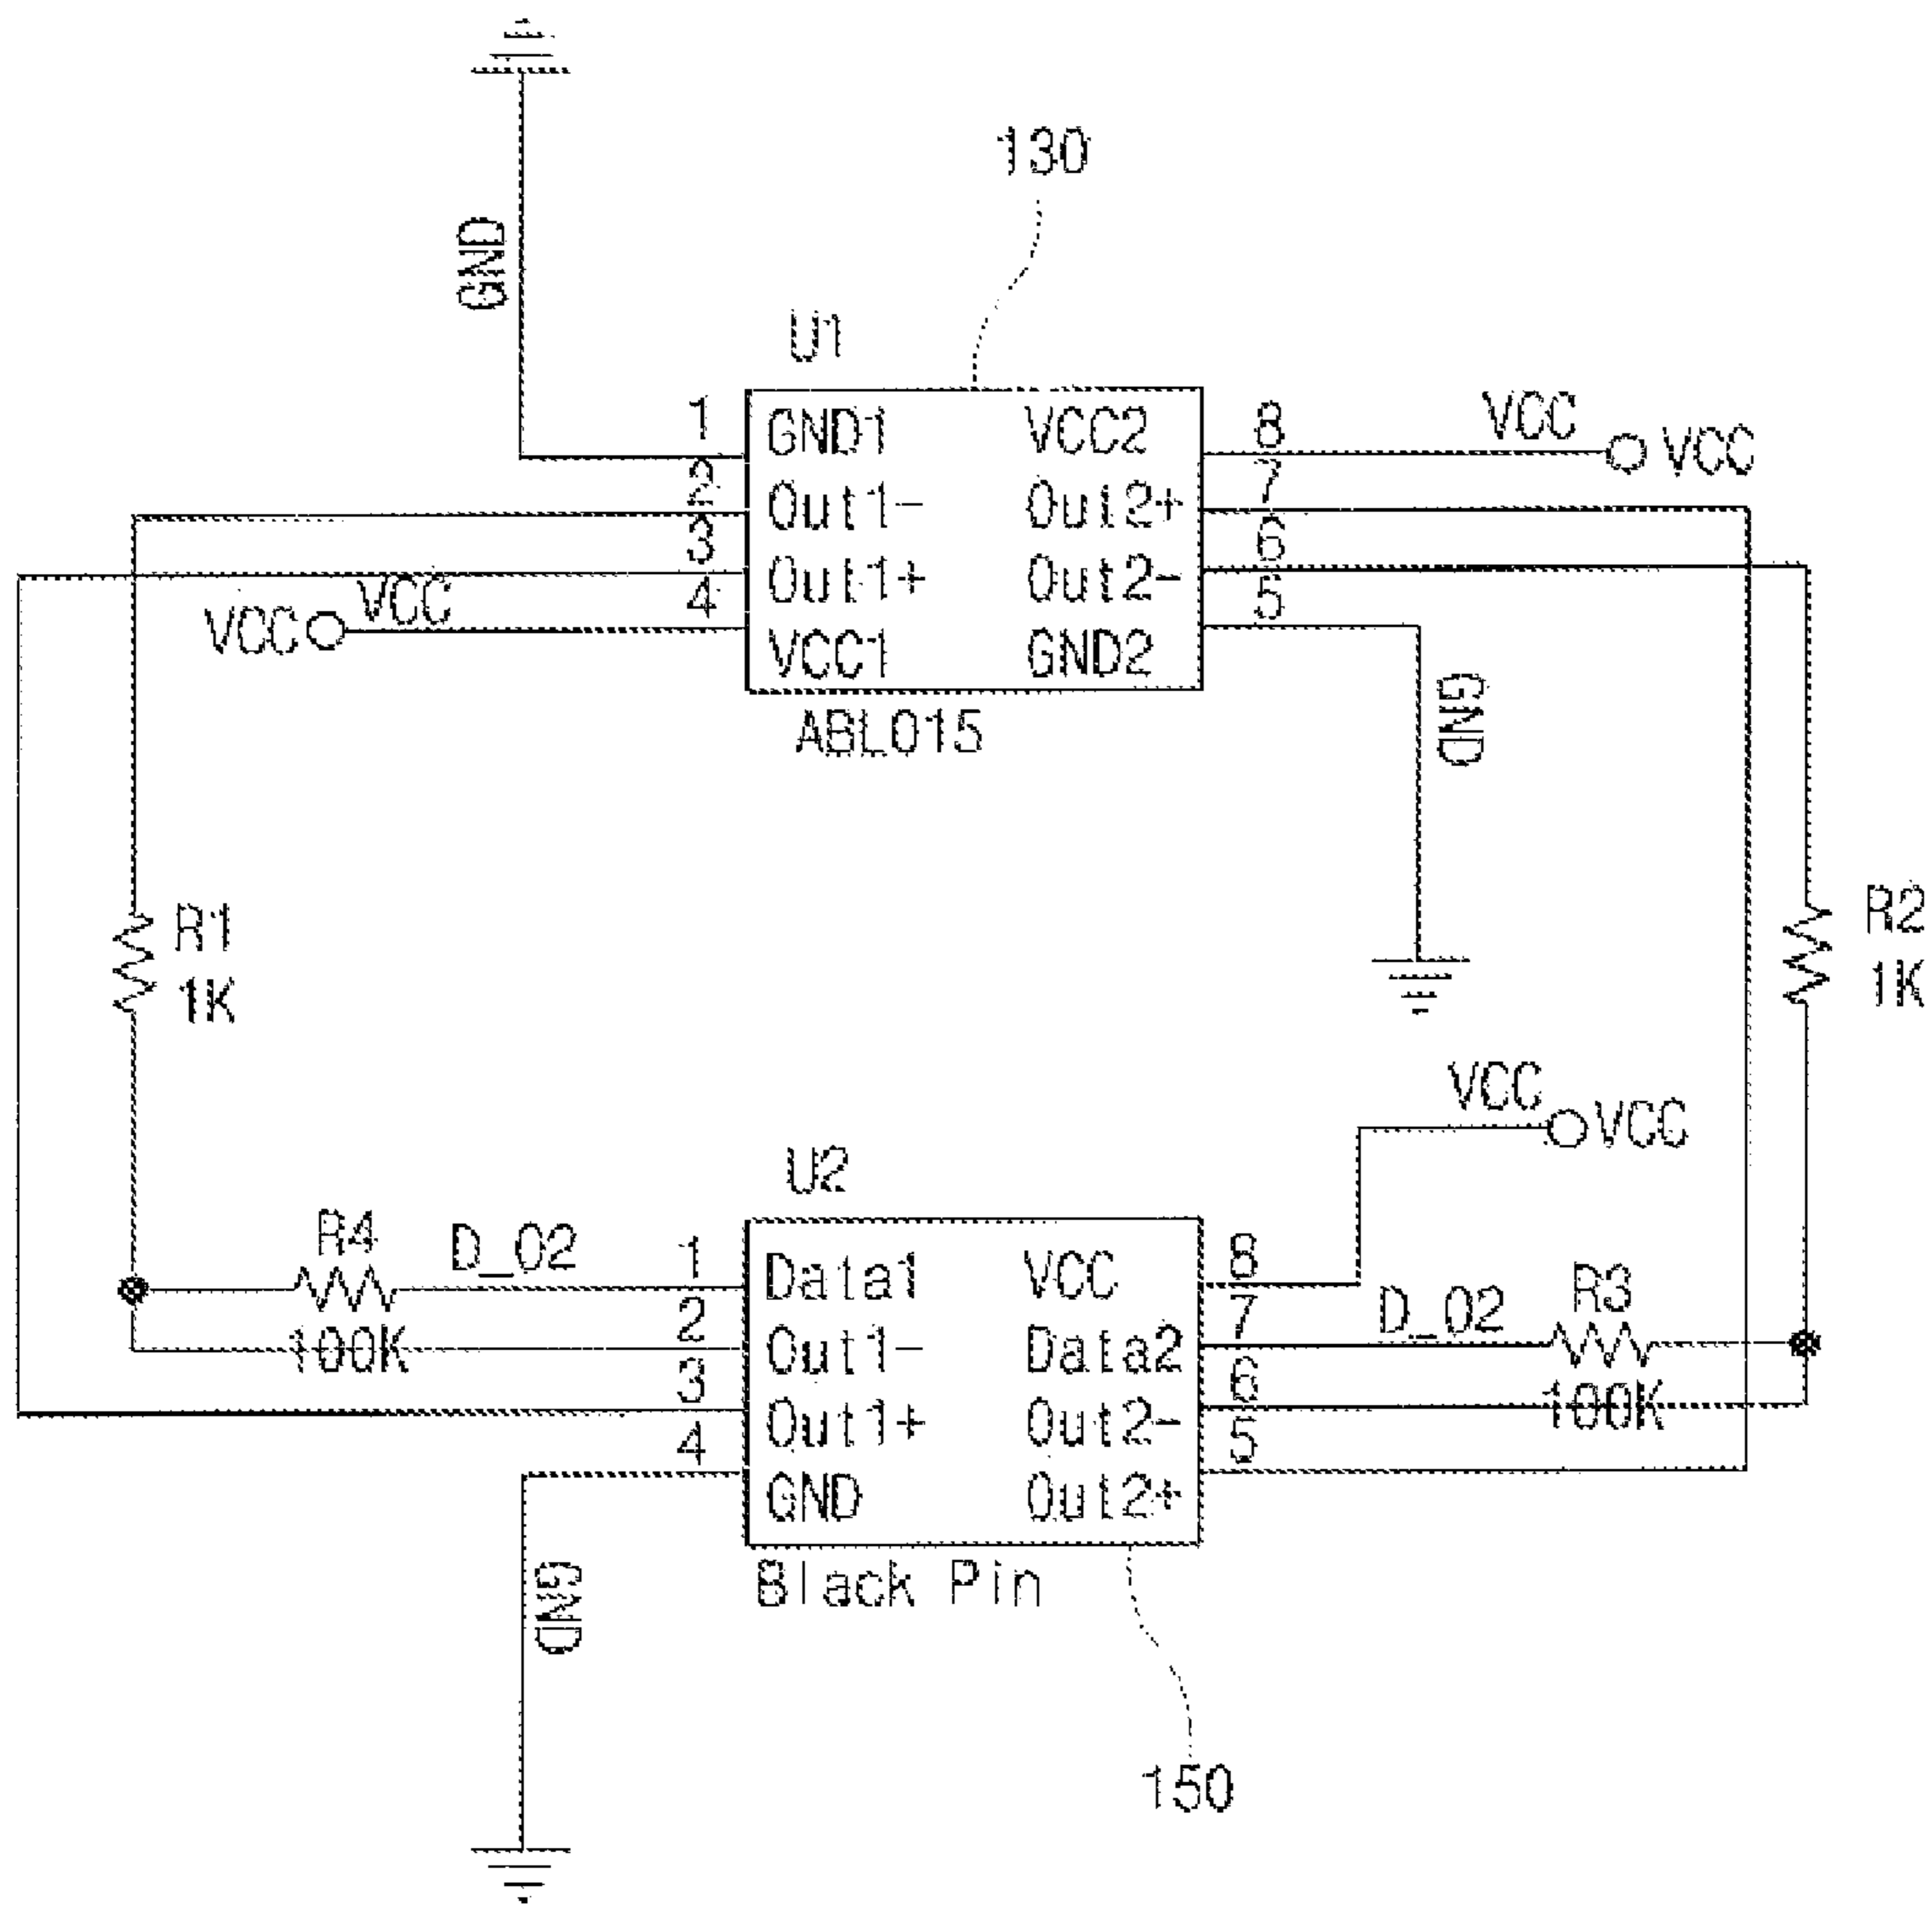 130
GND
U1
1 GND1 VCC2 8 VCC VCC
2 Out1- Out2+ 7
3 Out1+ Out2- 6
VCC VCC 4 VCC1 GND2 5
GND
ABL015
R1
1K
R2
1K
VCC VCC
U2
R4 D_02 1 Data1 VCC 8
100K 2 Out1- Data2 7 D_02 R3
3 Out1+ Out2- 6 100K
4 GND Out2+ 5
GND
Black Pin
150